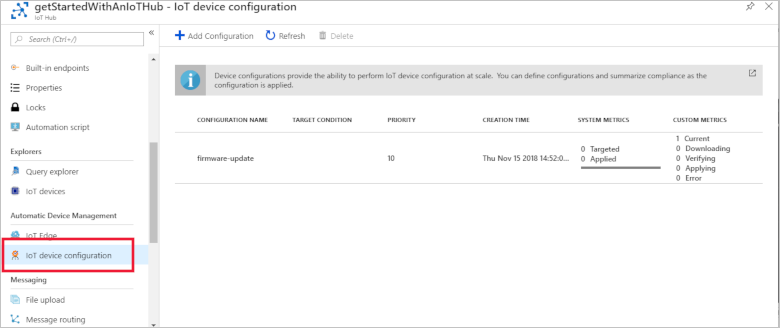 getStartedWithAnIoTHub - IoT device configuration
IoT Hub
Search (Ctrl+/)
Built-in endpoints
Properties
Locks
Automation script
Explorers
Query explorer
IoT devices
Automatic Device Management
IoT Edge
IoT device configuration
Messaging
File upload
Message routing
Add Configuration Refresh Delete
Device configurations provide the ability to perform IoT device configuration at scale. You can define configurations and summarize compliance as the
configuration is applied.
CONFIGURATION NAME TARGET CONDITION PRIORITY CREATION TIME SYSTEM METRICS CUSTOM METRICS
firmware-update 10 Thu Nov 15 2018 14:52:0...
0 Targeted
0 Applied
1 Current
0 Downloading
0 Verifying
0 Applying
0 Error